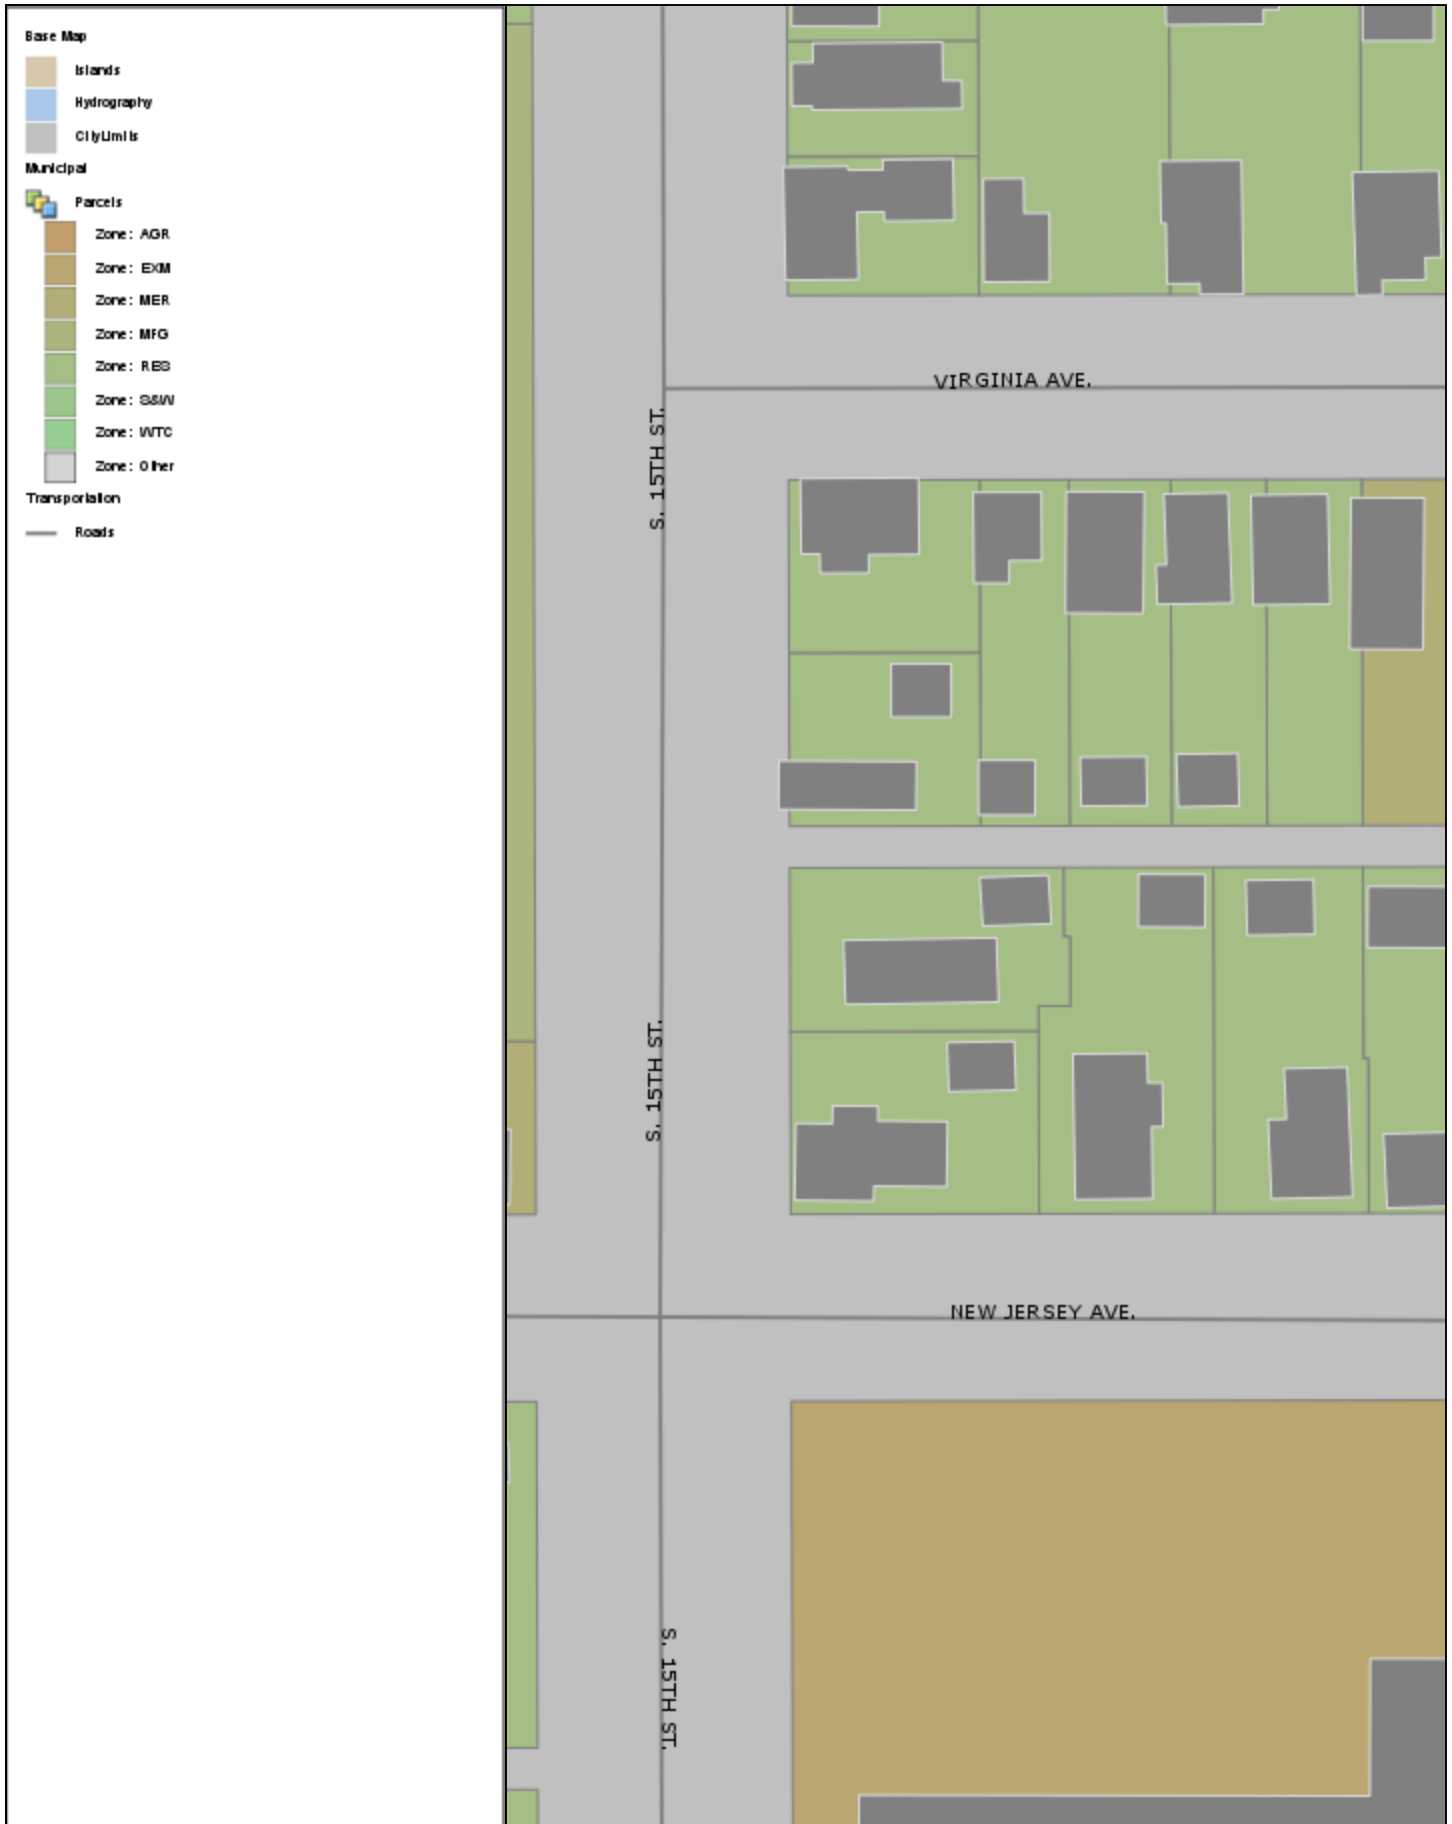 Base Map
Islands
Hydrography
CityLimits
Municipal
Parcels
Zone: AGR
Zone: EXM
Zone: MER
Zone: MFG
Zone: RES
Zone: S&W
Zone: WTC
Zone: Other
Transportation
Roads
VIRGINIA AVE.
S. 15TH ST.
S. 15TH ST.
NEW JERSEY AVE.
S. 15TH ST.